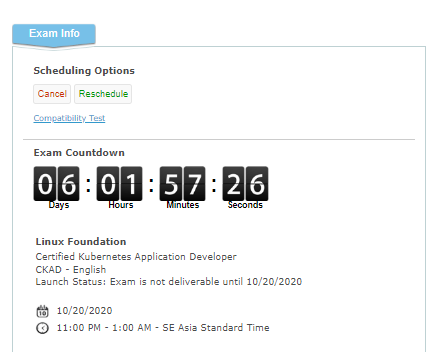 Exam Info
Scheduling Options
Cancel Reschedule
Compatibility Test
Exam Countdown
06 : 01 : 57 : 26
Days Hours Minutes Seconds
Linux Foundation
Certified Kubernetes Application Developer
CKAD - English
Launch Status: Exam is not deliverable until 10/20/2020
10/20/2020
11:00 PM - 1:00 AM - SE Asia Standard Time